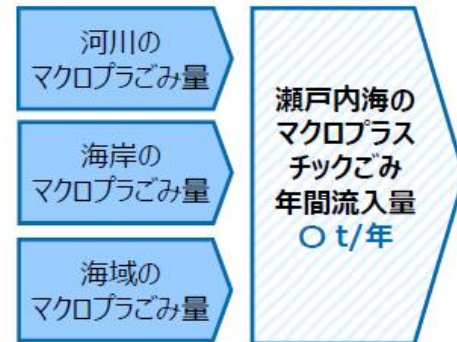 河川の
マクロプラごみ量
海岸の
マクロプラごみ量
海域の
マクロプラごみ量
瀬戸内海の
マクロプラス
チックごみ
年間流入量
〇 t/年